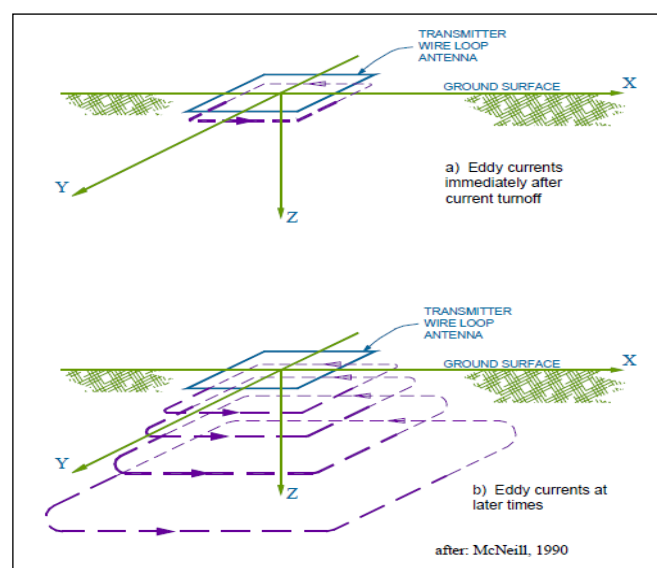 TRANSMITTER
WIRE LOOP
ANTENNA
GROUND SURFACE
X
a) Eddy currents
immediately after
current turnoff
Y
Z
TRANSMITTER
WIRE LOOP
ANTENNA
GROUND SURFACE
X
Y
Z
b) Eddy currents at
later times
after: McNeill, 1990